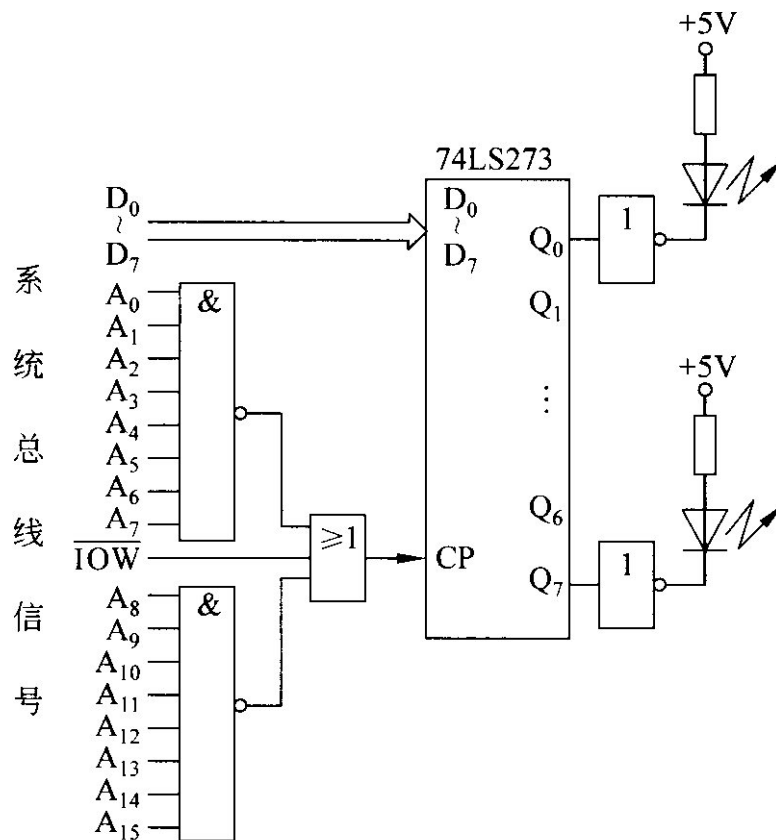 +5V
74LS273
D₀
~
D₇
D₀
~
D₇
Q₀
1
Q₁
系统总线信号
A₀
&
A₁
A₂
A₃
A₄
A₅
A₆
A₇
+5V
⋮
Q₆
IOW
≥1
CP
Q₇
1
A₈
&
A₉
A₁₀
A₁₁
A₁₂
A₁₃
A₁₄
A₁₅